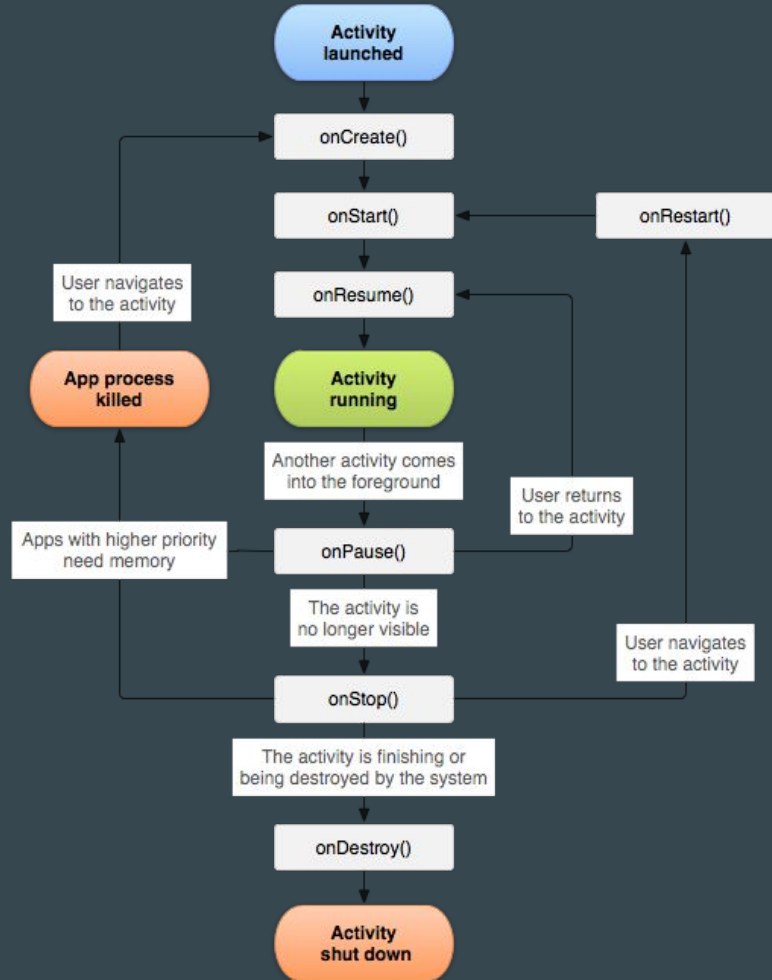 Activity
launched
onCreate()
onStart()
onRestart()
User navigates
to the activity
onResume()
App process
killed
Activity
running
Another activity comes
into the foreground
User returns
to the activity
Apps with higher priority
need memory
onPause()
The activity is
no longer visible
User navigates
to the activity
onStop()
The activity is finishing or
being destroyed by the system
onDestroy()
Activity
shut down